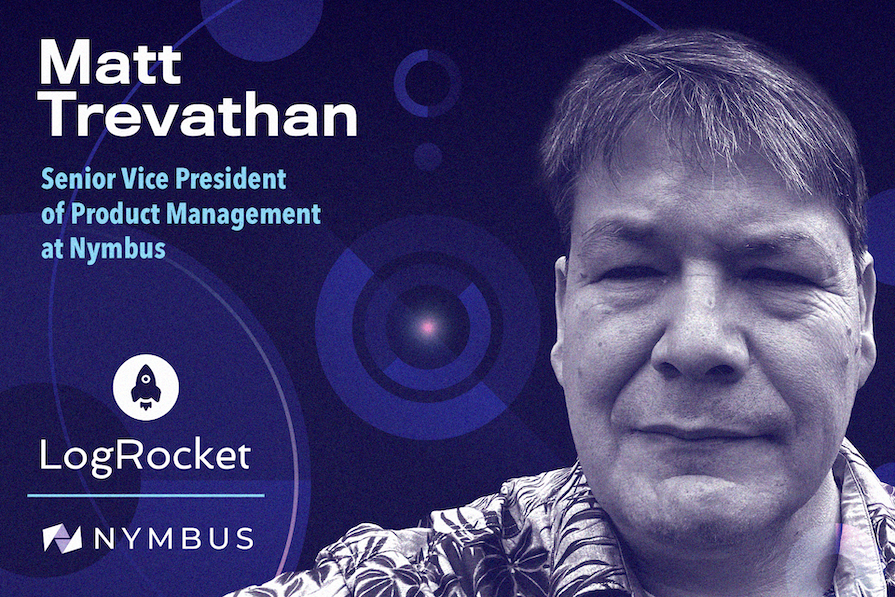 Matt
Trevathan
Senior Vice President
of Product Management
at Nymbus
LogRocket
NYMBUS